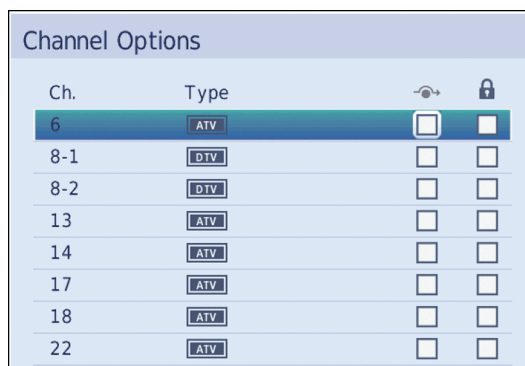 Channel Options
Ch. Type
6 ATV
8-1 DTV
8-2 DTV
13 ATV
14 ATV
17 ATV
18 ATV
22 ATV